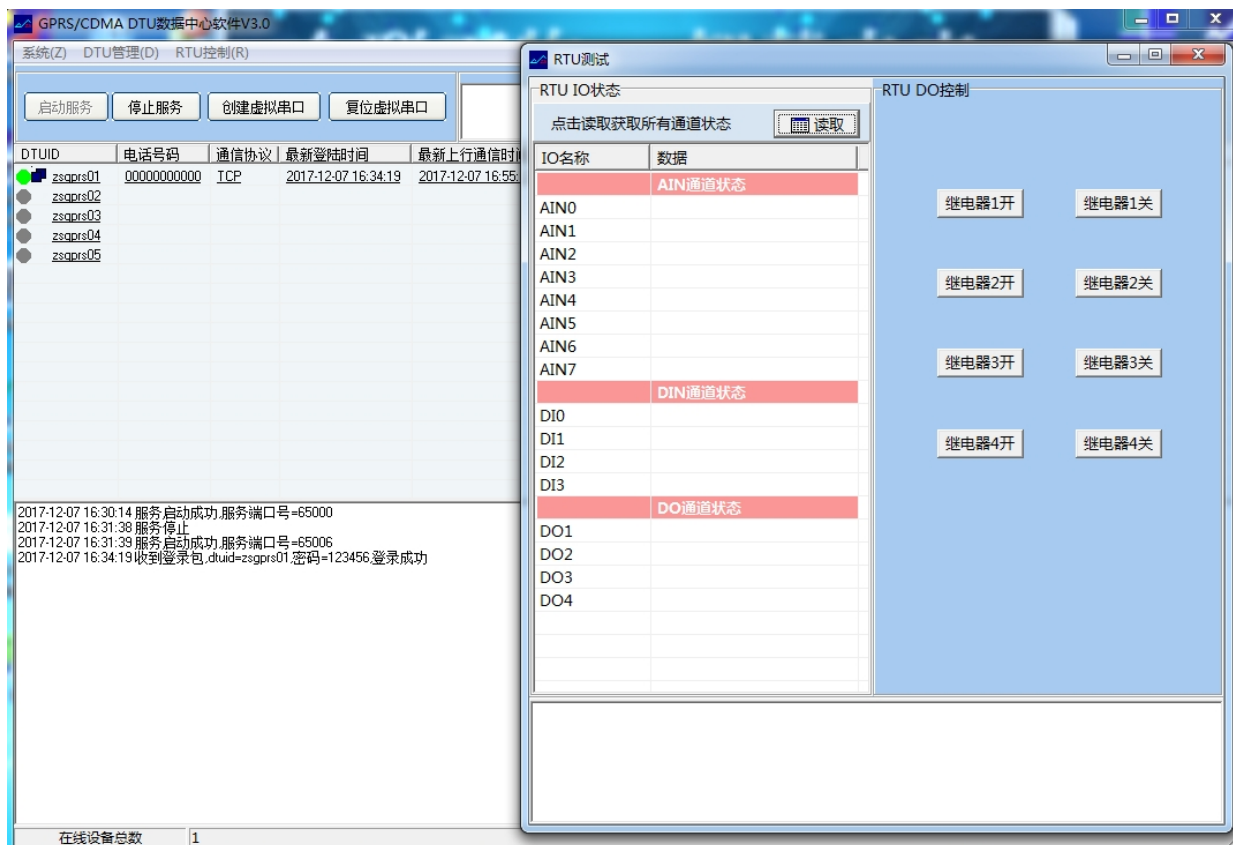 GPRS/CDMA DTU数据中心软件V3.0
系统(Z) DTU管理(D) RTU控制(R)
启动服务 停止服务 创建虚拟串口 复位虚拟串口
DTUID 电话号码 通信协议 最新登陆时间 最新上行通信时
zsgprs01 00000000000 TCP 2017-12-07 16:34:19 2017-12-07 16:55:
zsgprs02
zsgprs03
zsgprs04
zsgprs05
2017-12-07 16:30:14 服务启动成功,服务端口号=65000
2017-12-07 16:31:38 服务停止
2017-12-07 16:31:39 服务启动成功,服务端口号=65006
2017-12-07 16:34:19 收到登录包,dtuid=zsgprs01,密码=123456,登录成功
在线设备总数 1
RTU测试
RTU IO状态
点击读取获取所有通道状态 读取
IO名称 数据
AIN通道状态
AIN0
AIN1
AIN2
AIN3
AIN4
AIN5
AIN6
AIN7
DIN通道状态
DI0
DI1
DI2
DI3
DO通道状态
DO1
DO2
DO3
DO4
RTU DO控制
继电器1开 继电器1关
继电器2开 继电器2关
继电器3开 继电器3关
继电器4开 继电器4关